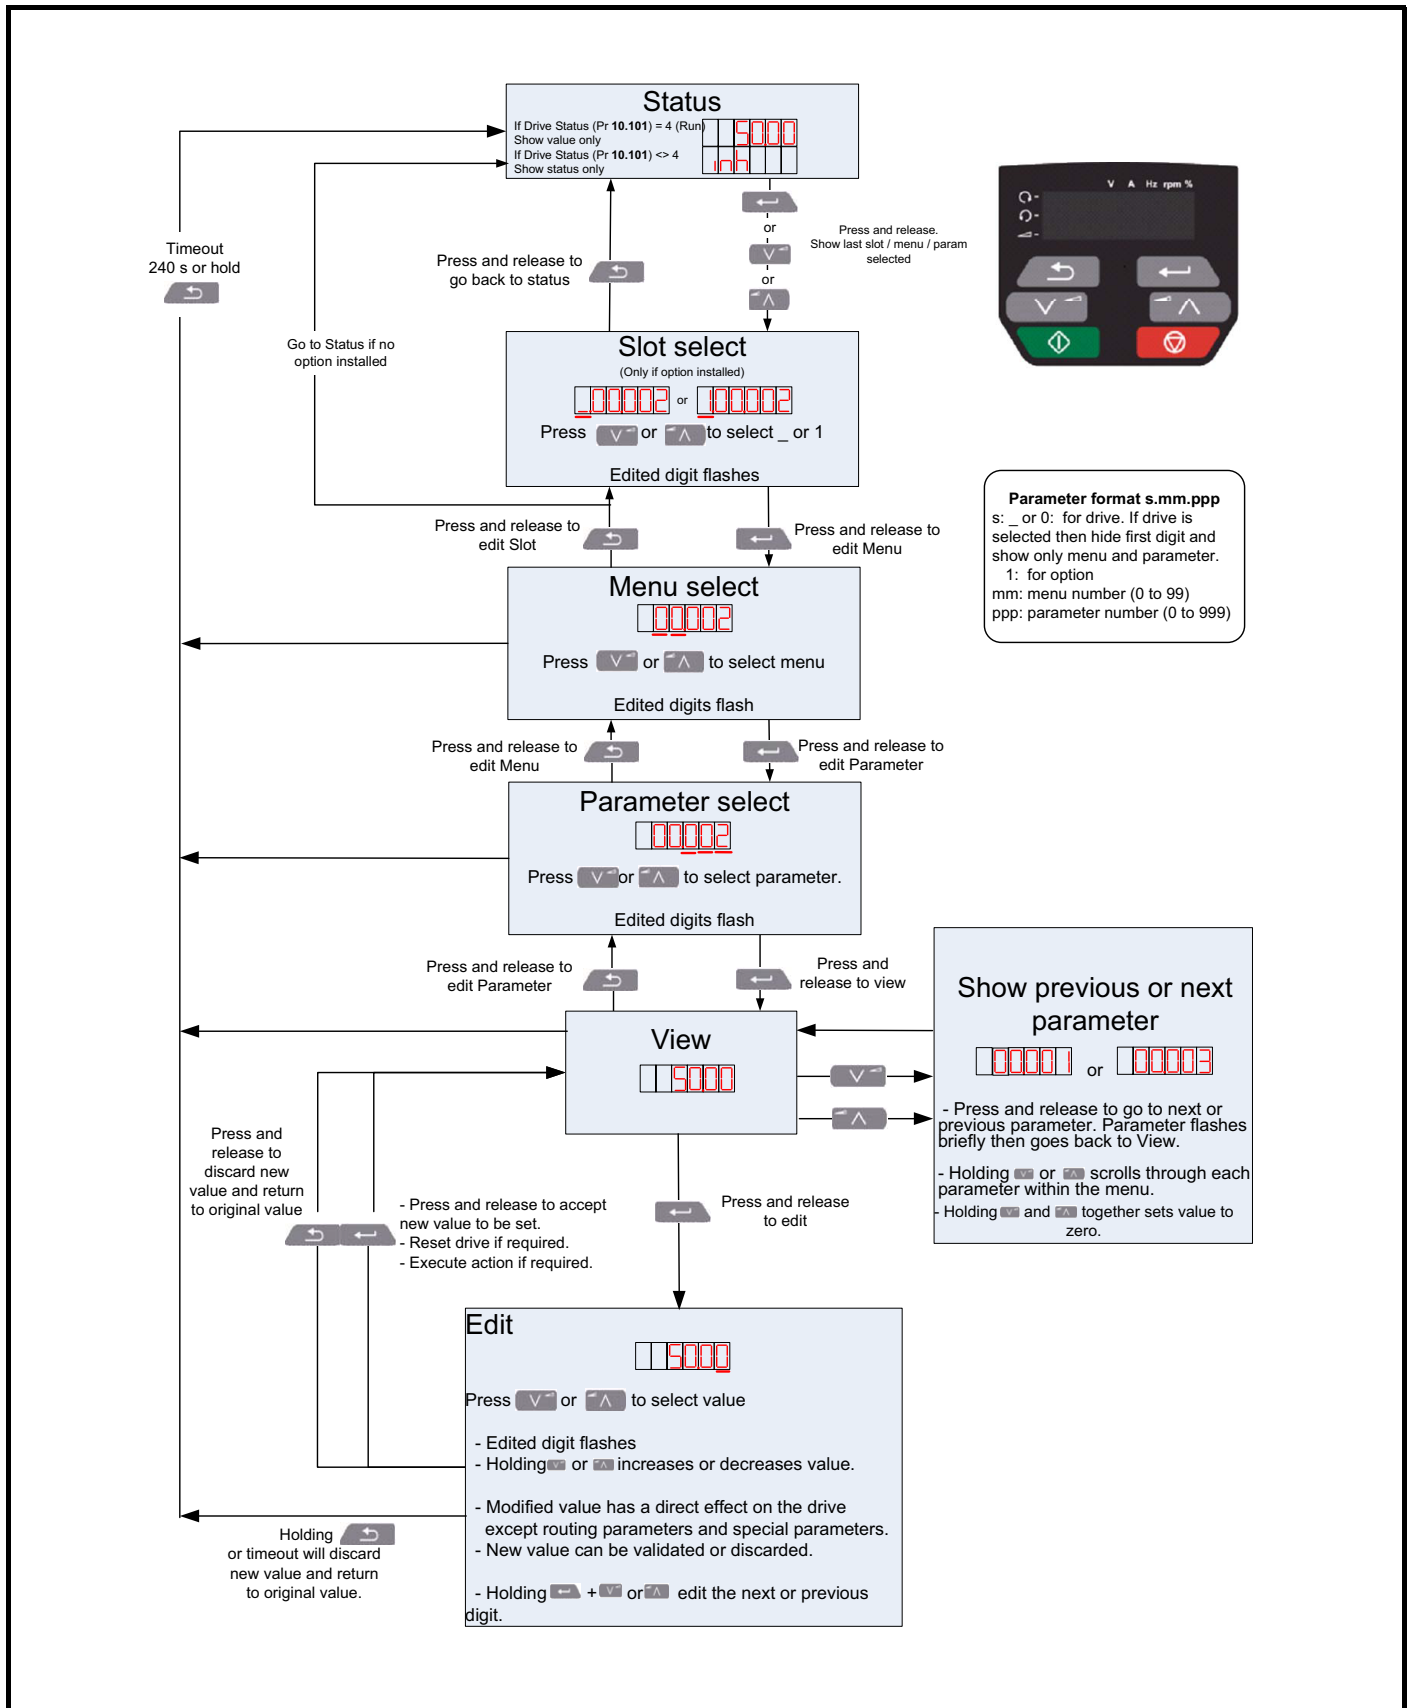 Status
If Drive Status (Pr 10.101) = 4 (Run)
Show value only
If Drive Status (Pr 10.101) <> 4
Show status only
5000
inh
V A Hz rpm %
Timeout
240 s or hold
Press and release to
go back to status
or
or
Press and release.
Show last slot / menu / param
selected
Go to Status if no
option installed
Slot select
(Only if option installed)
_00002 or 100002
Press or to select _ or 1
Edited digit flashes
Press and release to
edit Slot
Press and release to
edit Menu
Parameter format s.mm.ppp
s: _ or 0: for drive. If drive is
selected then hide first digit and
show only menu and parameter.
1: for option
mm: menu number (0 to 99)
ppp: parameter number (0 to 999)
Menu select
00002
Press or to select menu
Edited digits flash
Press and release to
edit Menu
Press and release to
edit Parameter
Parameter select
00002
Press or to select parameter.
Edited digits flash
Press and release to
edit Parameter
Press and
release to view
View
5000
Show previous or next
parameter
00001 or 00003
- Press and release to go to next or
previous parameter. Parameter flashes
briefly then goes back to View.
- Holding or scrolls through each
parameter within the menu.
- Holding and together sets value to
zero.
Press and
release to
discard new
value and return
to original value
- Press and release to accept
new value to be set.
- Reset drive if required.
- Execute action if required.
Press and release
to edit
Edit
5000
Press or to select value
- Edited digit flashes
- Holding or increases or decreases value.
- Modified value has a direct effect on the drive
except routing parameters and special parameters.
- New value can be validated or discarded.
- Holding + or edit the next or previous
digit.
Holding
or timeout will discard
new value and return
to original value.